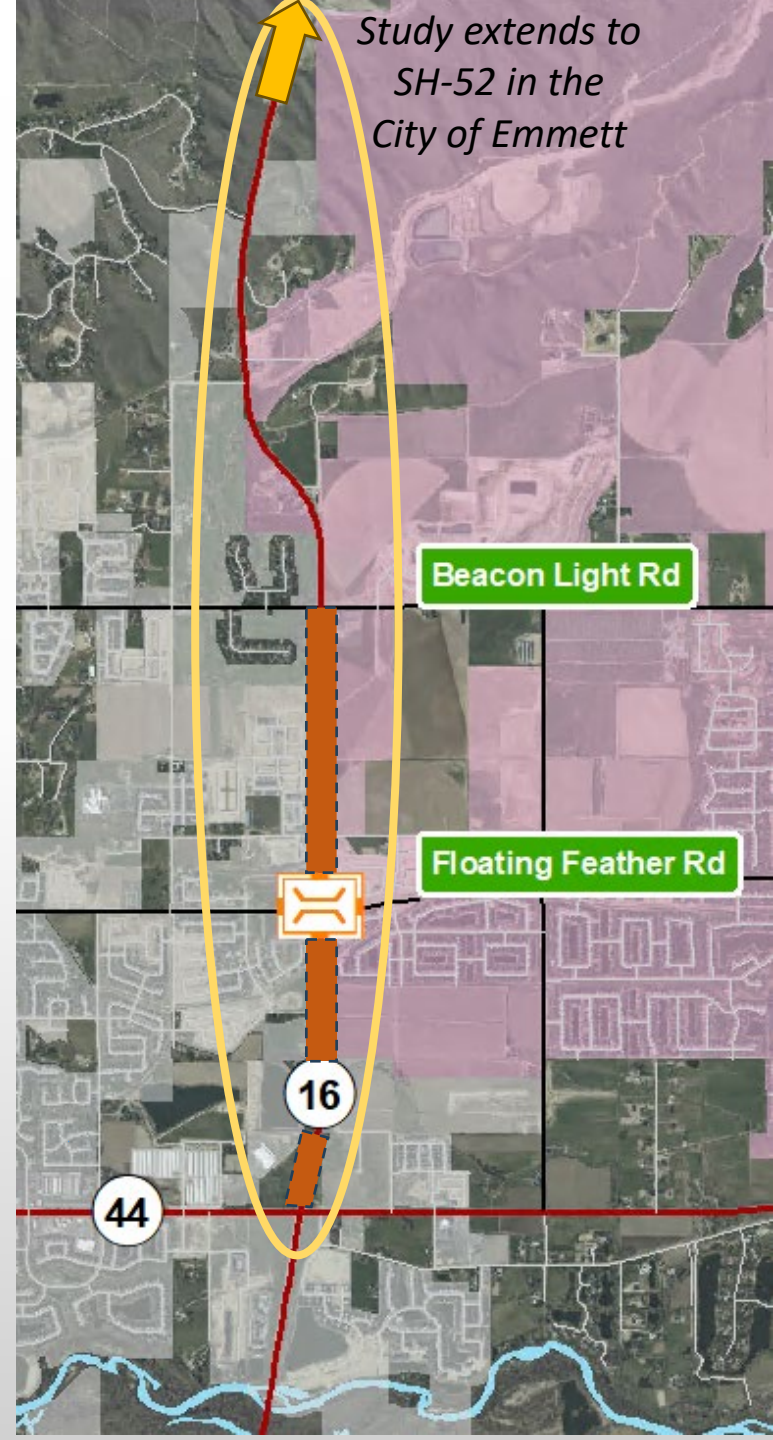 Study extends to
SH-52 in the
City of Emmett
Beacon Light Rd
Floating Feather Rd
16
44